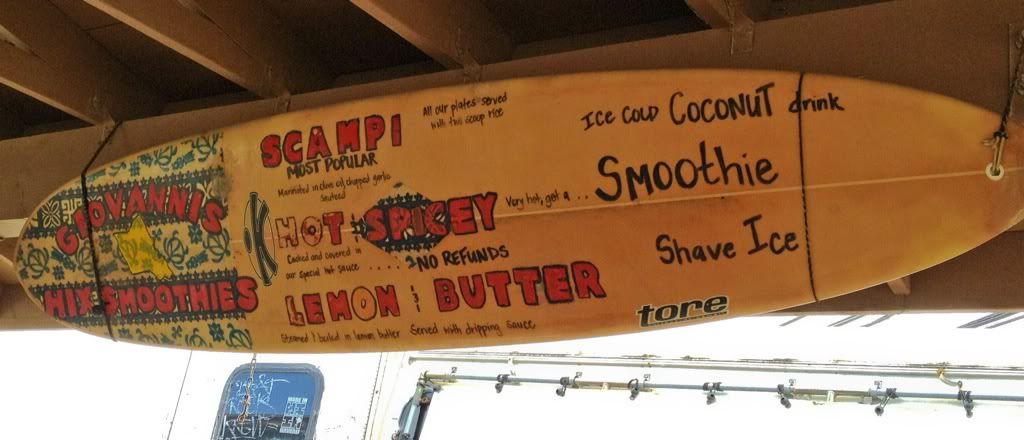 GIOVANNI'S
HIX SMOOTHIES
SCAMPI
MOST POPULAR
Marinated in olive oil, chopped garlic
Sauteed
All our plates served
with two scoop rice
HOT & SPICEY
Very hot, get a ...
Cooked and covered in
our special hot sauce ....
NO REFUNDS
LEMON & BUTTER
Steamed / boiled in lemon butter Served with dripping sauce
ICE COLD COCONUT drink
Smoothie
Shave Ice
tore